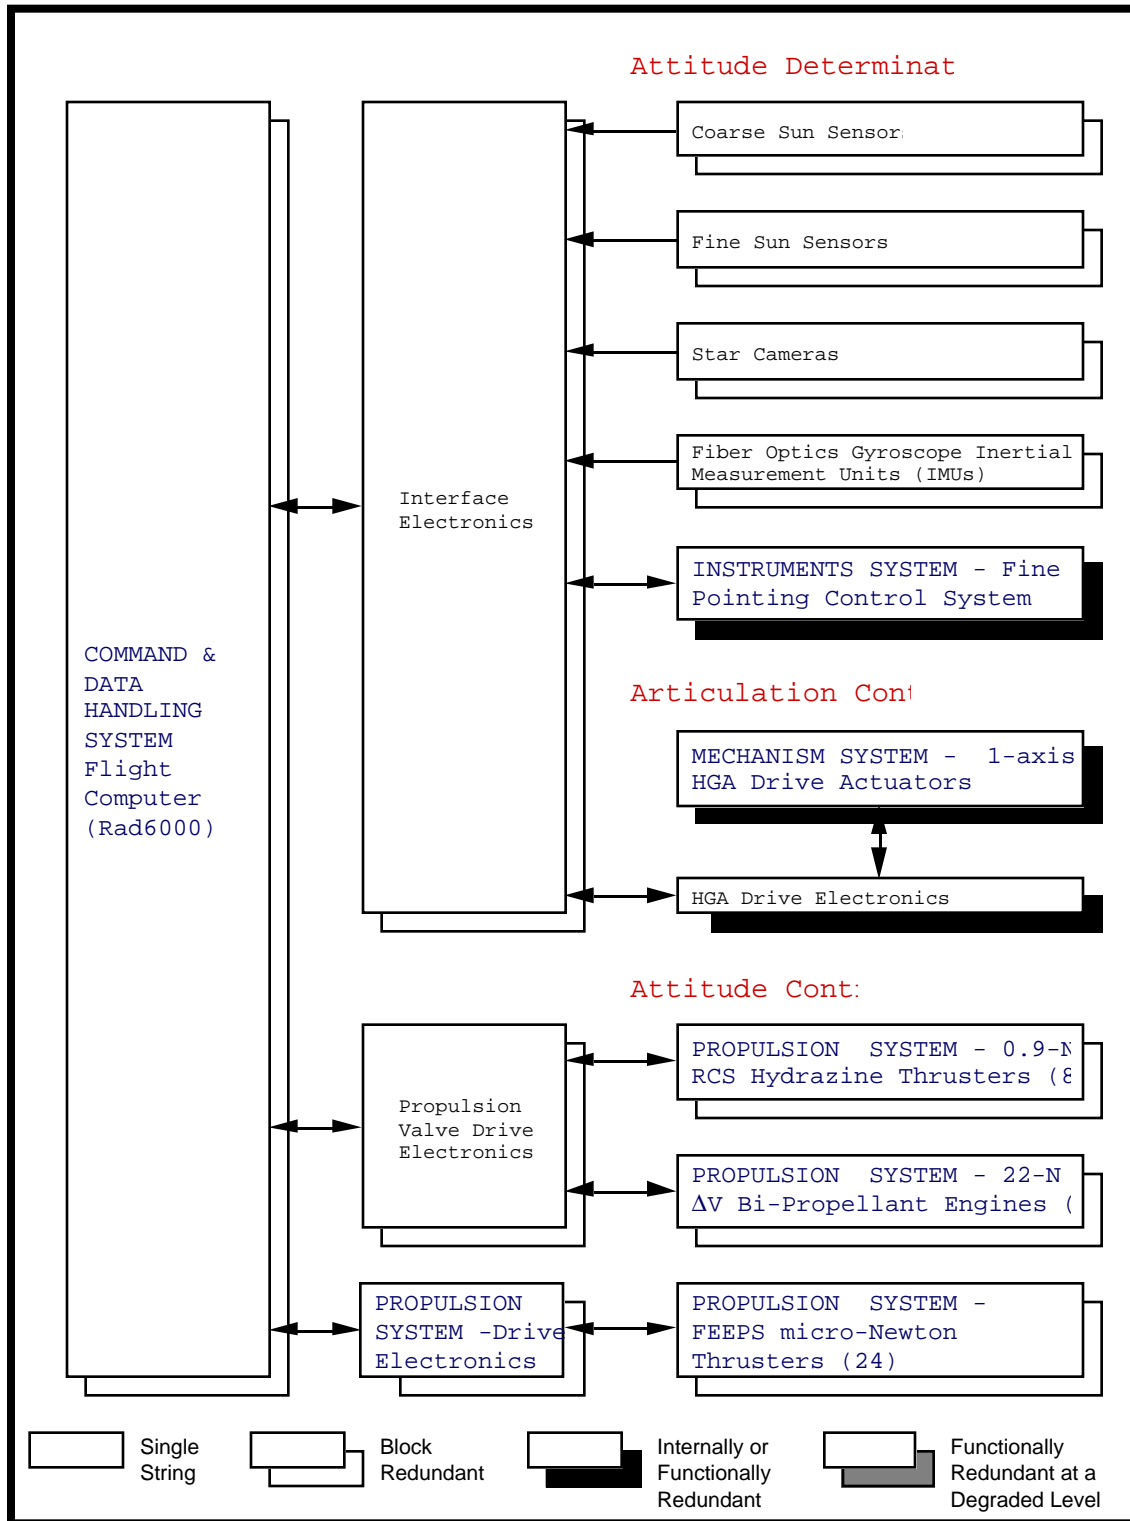 Attitude Determinat
Coarse Sun Sensor
Fine Sun Sensors
Star Cameras
Fiber Optics Gyroscope Inertial
Measurement Units (IMUs)
Interface
Electronics
INSTRUMENTS SYSTEM - Fine
Pointing Control System
COMMAND &
DATA
HANDLING
SYSTEM
Flight
Computer
(Rad6000)
Articulation Cont
MECHANISM SYSTEM - 1-axis
HGA Drive Actuators
HGA Drive Electronics
Attitude Cont
PROPULSION SYSTEM - 0.9-N
RCS Hydrazine Thrusters (8
Propulsion
Valve Drive
Electronics
PROPULSION SYSTEM - 22-N
ΔV Bi-Propellant Engines (
PROPULSION
SYSTEM -Drive
Electronics
PROPULSION SYSTEM -
FEEPS micro-Newton
Thrusters (24)
Single
String
Block
Redundant
Internally or
Functionally
Redundant
Functionally
Redundant at a
Degraded Level